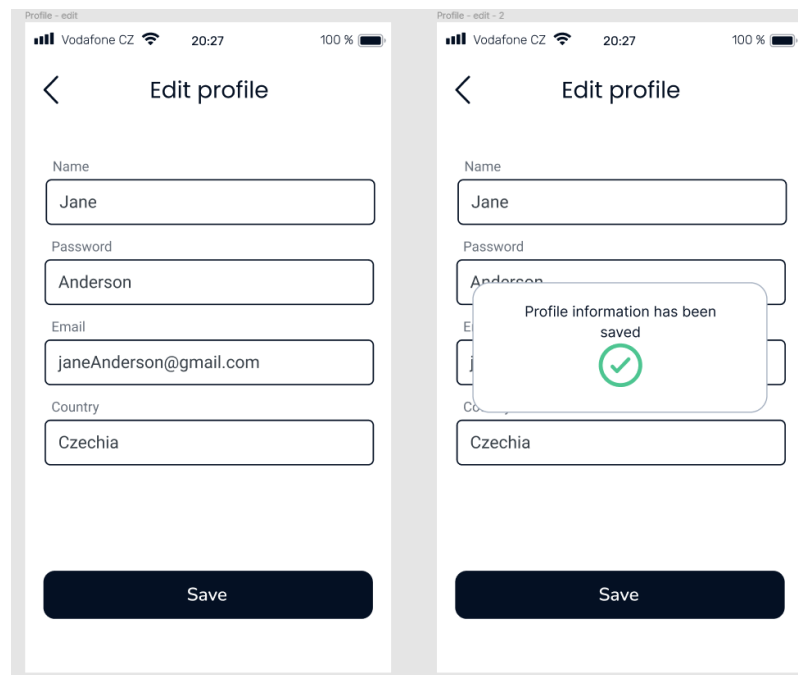 Profile - edit
Vodafone CZ 20:27 100 %
Edit profile
Name
Jane
Password
Anderson
Email
janeAnderson@gmail.com
Country
Czechia
Save
Profile - edit - 2
Vodafone CZ 20:27 100 %
Edit profile
Name
Jane
Password
Anderson
Profile information has been
saved
Czechia
Save